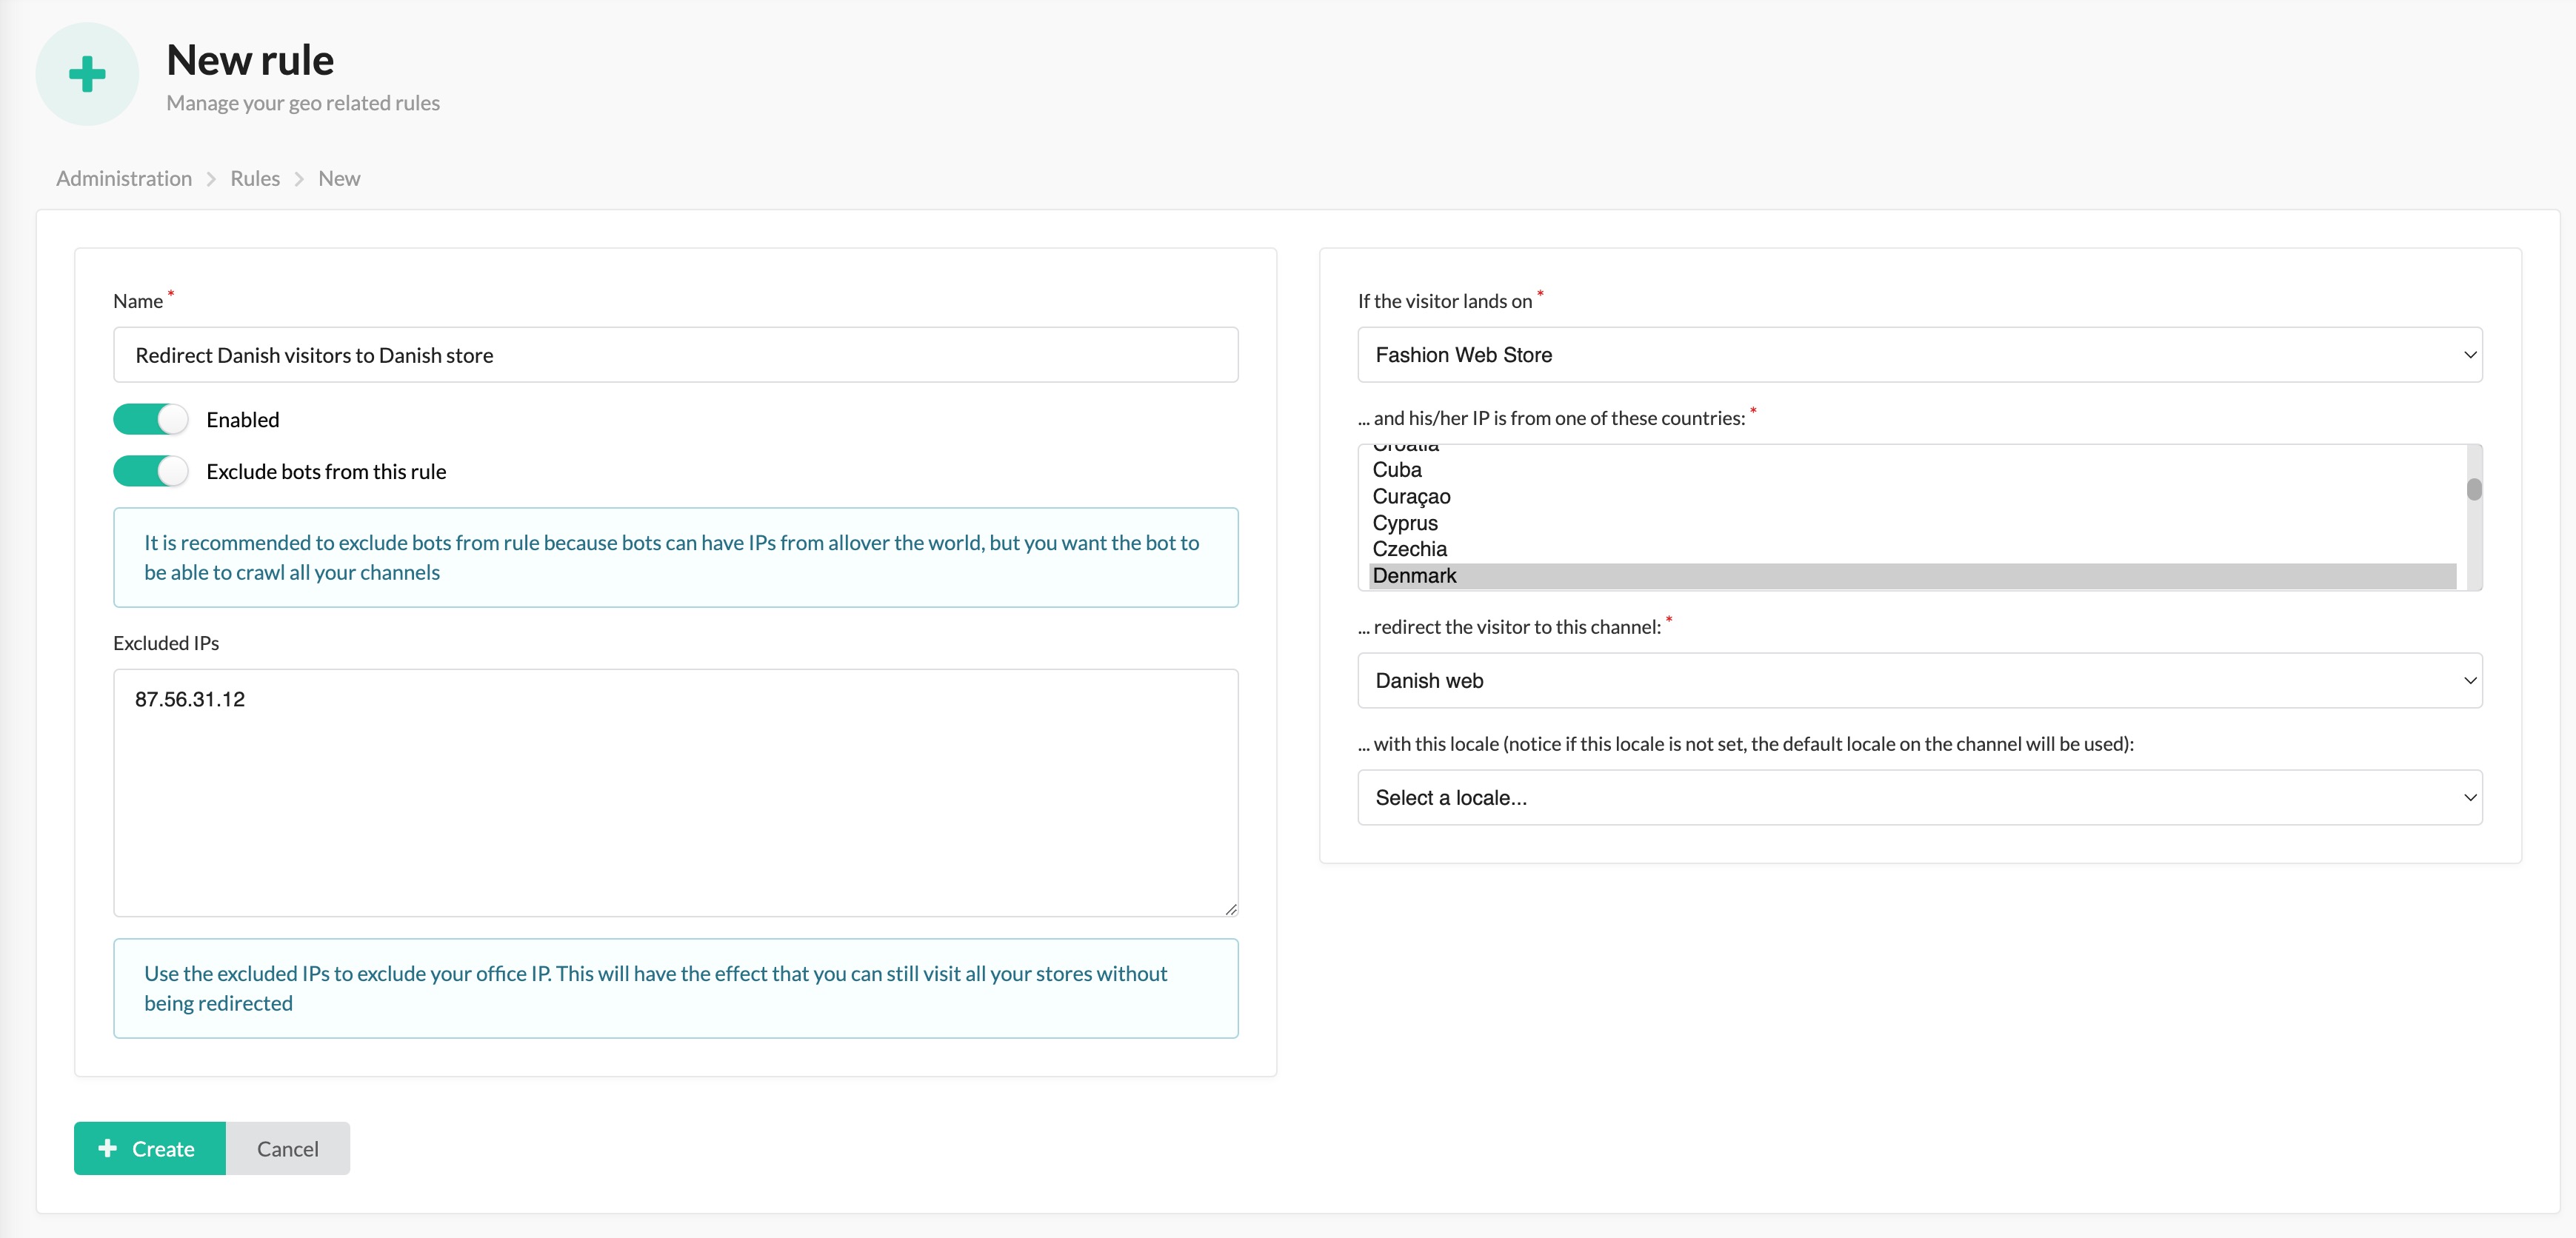 New rule
Manage your geo related rules
Administration
Rules
New
Name *
Redirect Danish visitors to Danish store
Enabled
Exclude bots from this rule
It is recommended to exclude bots from rule because bots can have IPs from allover the world, but you want the bot to
be able to crawl all your channels
Excluded IPs
87.56.31.12
Use the excluded IPs to exclude your office IP. This will have the effect that you can still visit all your stores without
being redirected
Create
Cancel
If the visitor lands on *
Fashion Web Store
... and his/her IP is from one of these countries: *
Croatia
Cuba
Curaçao
Cyprus
Czechia
Denmark
... redirect the visitor to this channel: *
Danish web
... with this locale (notice if this locale is not set, the default locale on the channel will be used):
Select a locale...